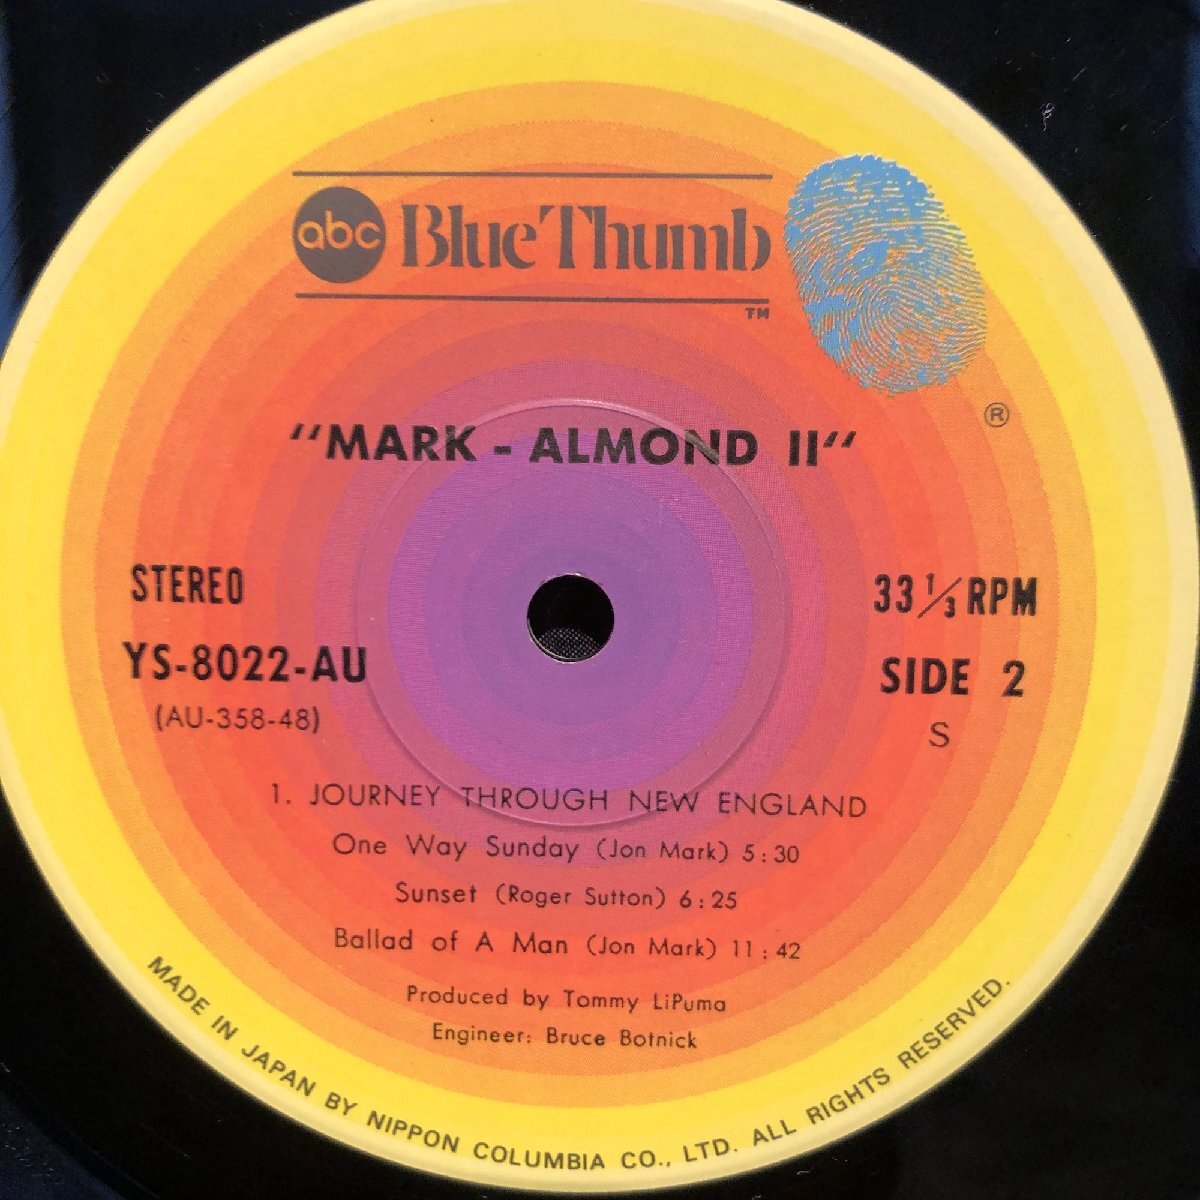 abc Blue Thumb
TM
®
"MARK - ALMOND II"
STEREO
33 1/3 RPM
YS-8022-AU
SIDE 2
(AU-358-48)
S
1. JOURNEY THROUGH NEW ENGLAND
One Way Sunday (Jon Mark) 5:30
Sunset (Roger Sutton) 6:25
Ballad of A Man (Jon Mark) 11:42
Produced by Tommy LiPuma
Engineer: Bruce Botnick
MADE IN JAPAN BY NIPPON COLUMBIA CO., LTD. ALL RIGHTS RESERVED.